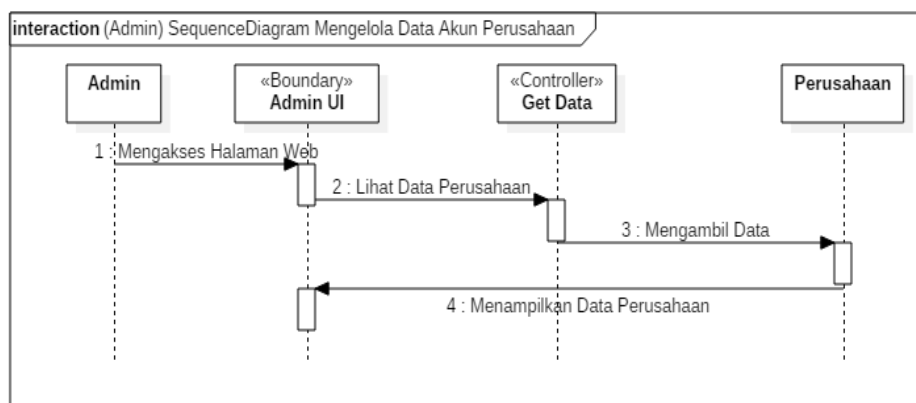 interaction (Admin) SequenceDiagram Mengelola Data Akun Perusahaan
Admin
«Boundary»
Admin UI
«Controller»
Get Data
Perusahaan
1 : Mengakses Halaman Web
2 : Lihat Data Perusahaan
3 : Mengambil Data
4 : Menampilkan Data Perusahaan